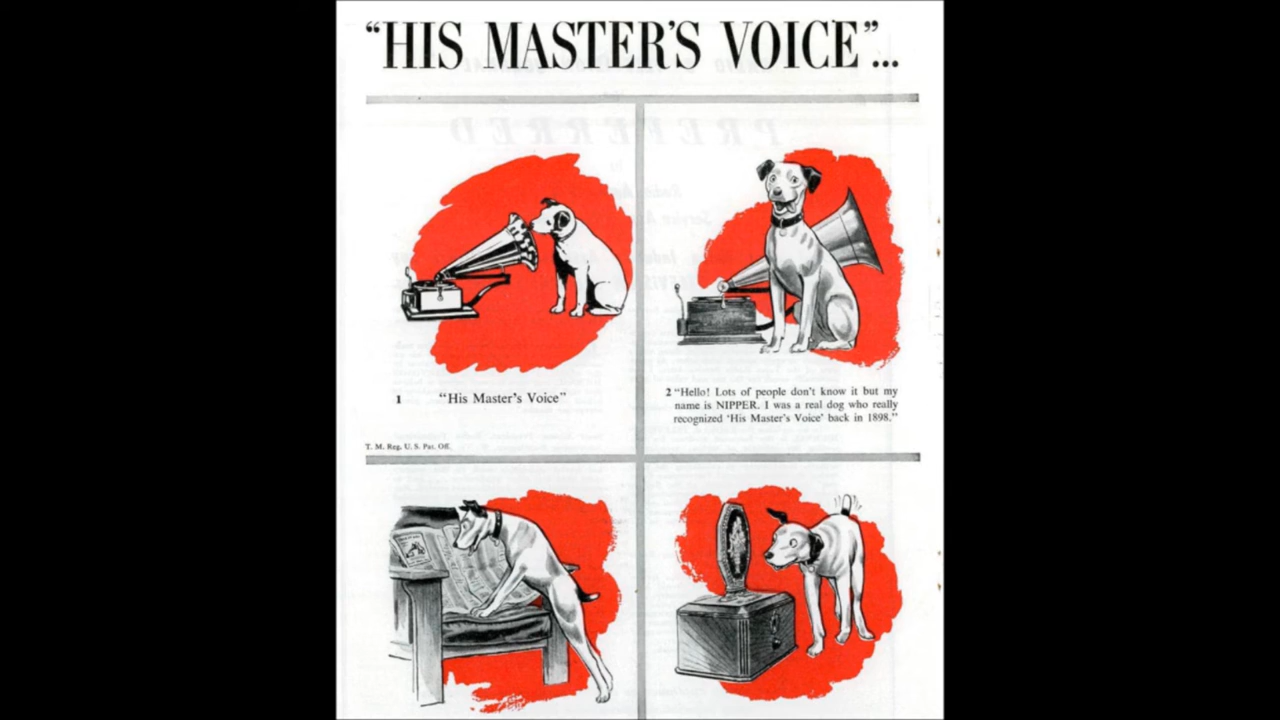 “HIS MASTER’S VOICE”...
1 “His Master’s Voice”
2 “Hello! Lots of people don’t know it but my
name is NIPPER. I was a real dog who really
recognized ‘His Master’s Voice’ back in 1898.”
T. M. Reg. U. S. Pat. Off.
PREFERRED